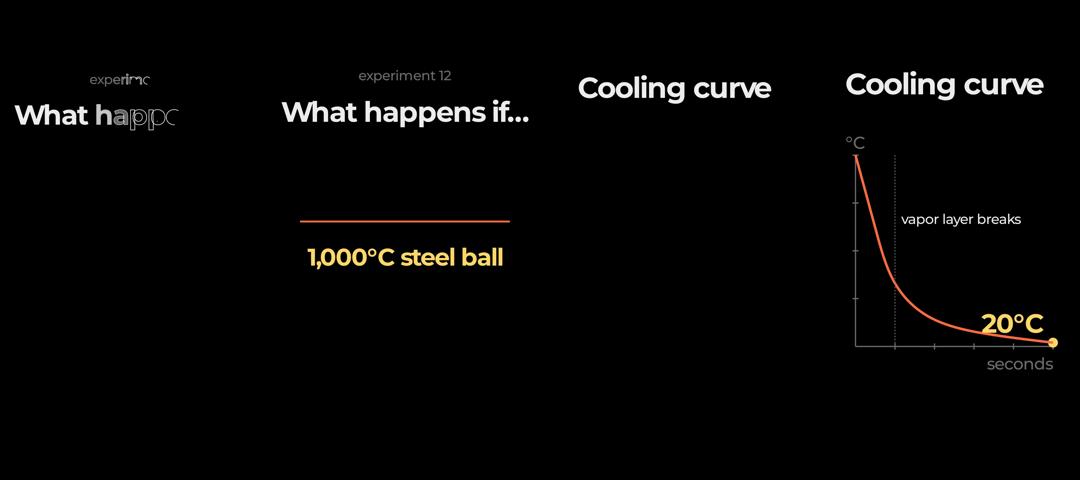 What
experiment 12
What happens if...
1,000°C steel ball
Cooling curve
Cooling curve
°C
vapor layer breaks
20°C
seconds